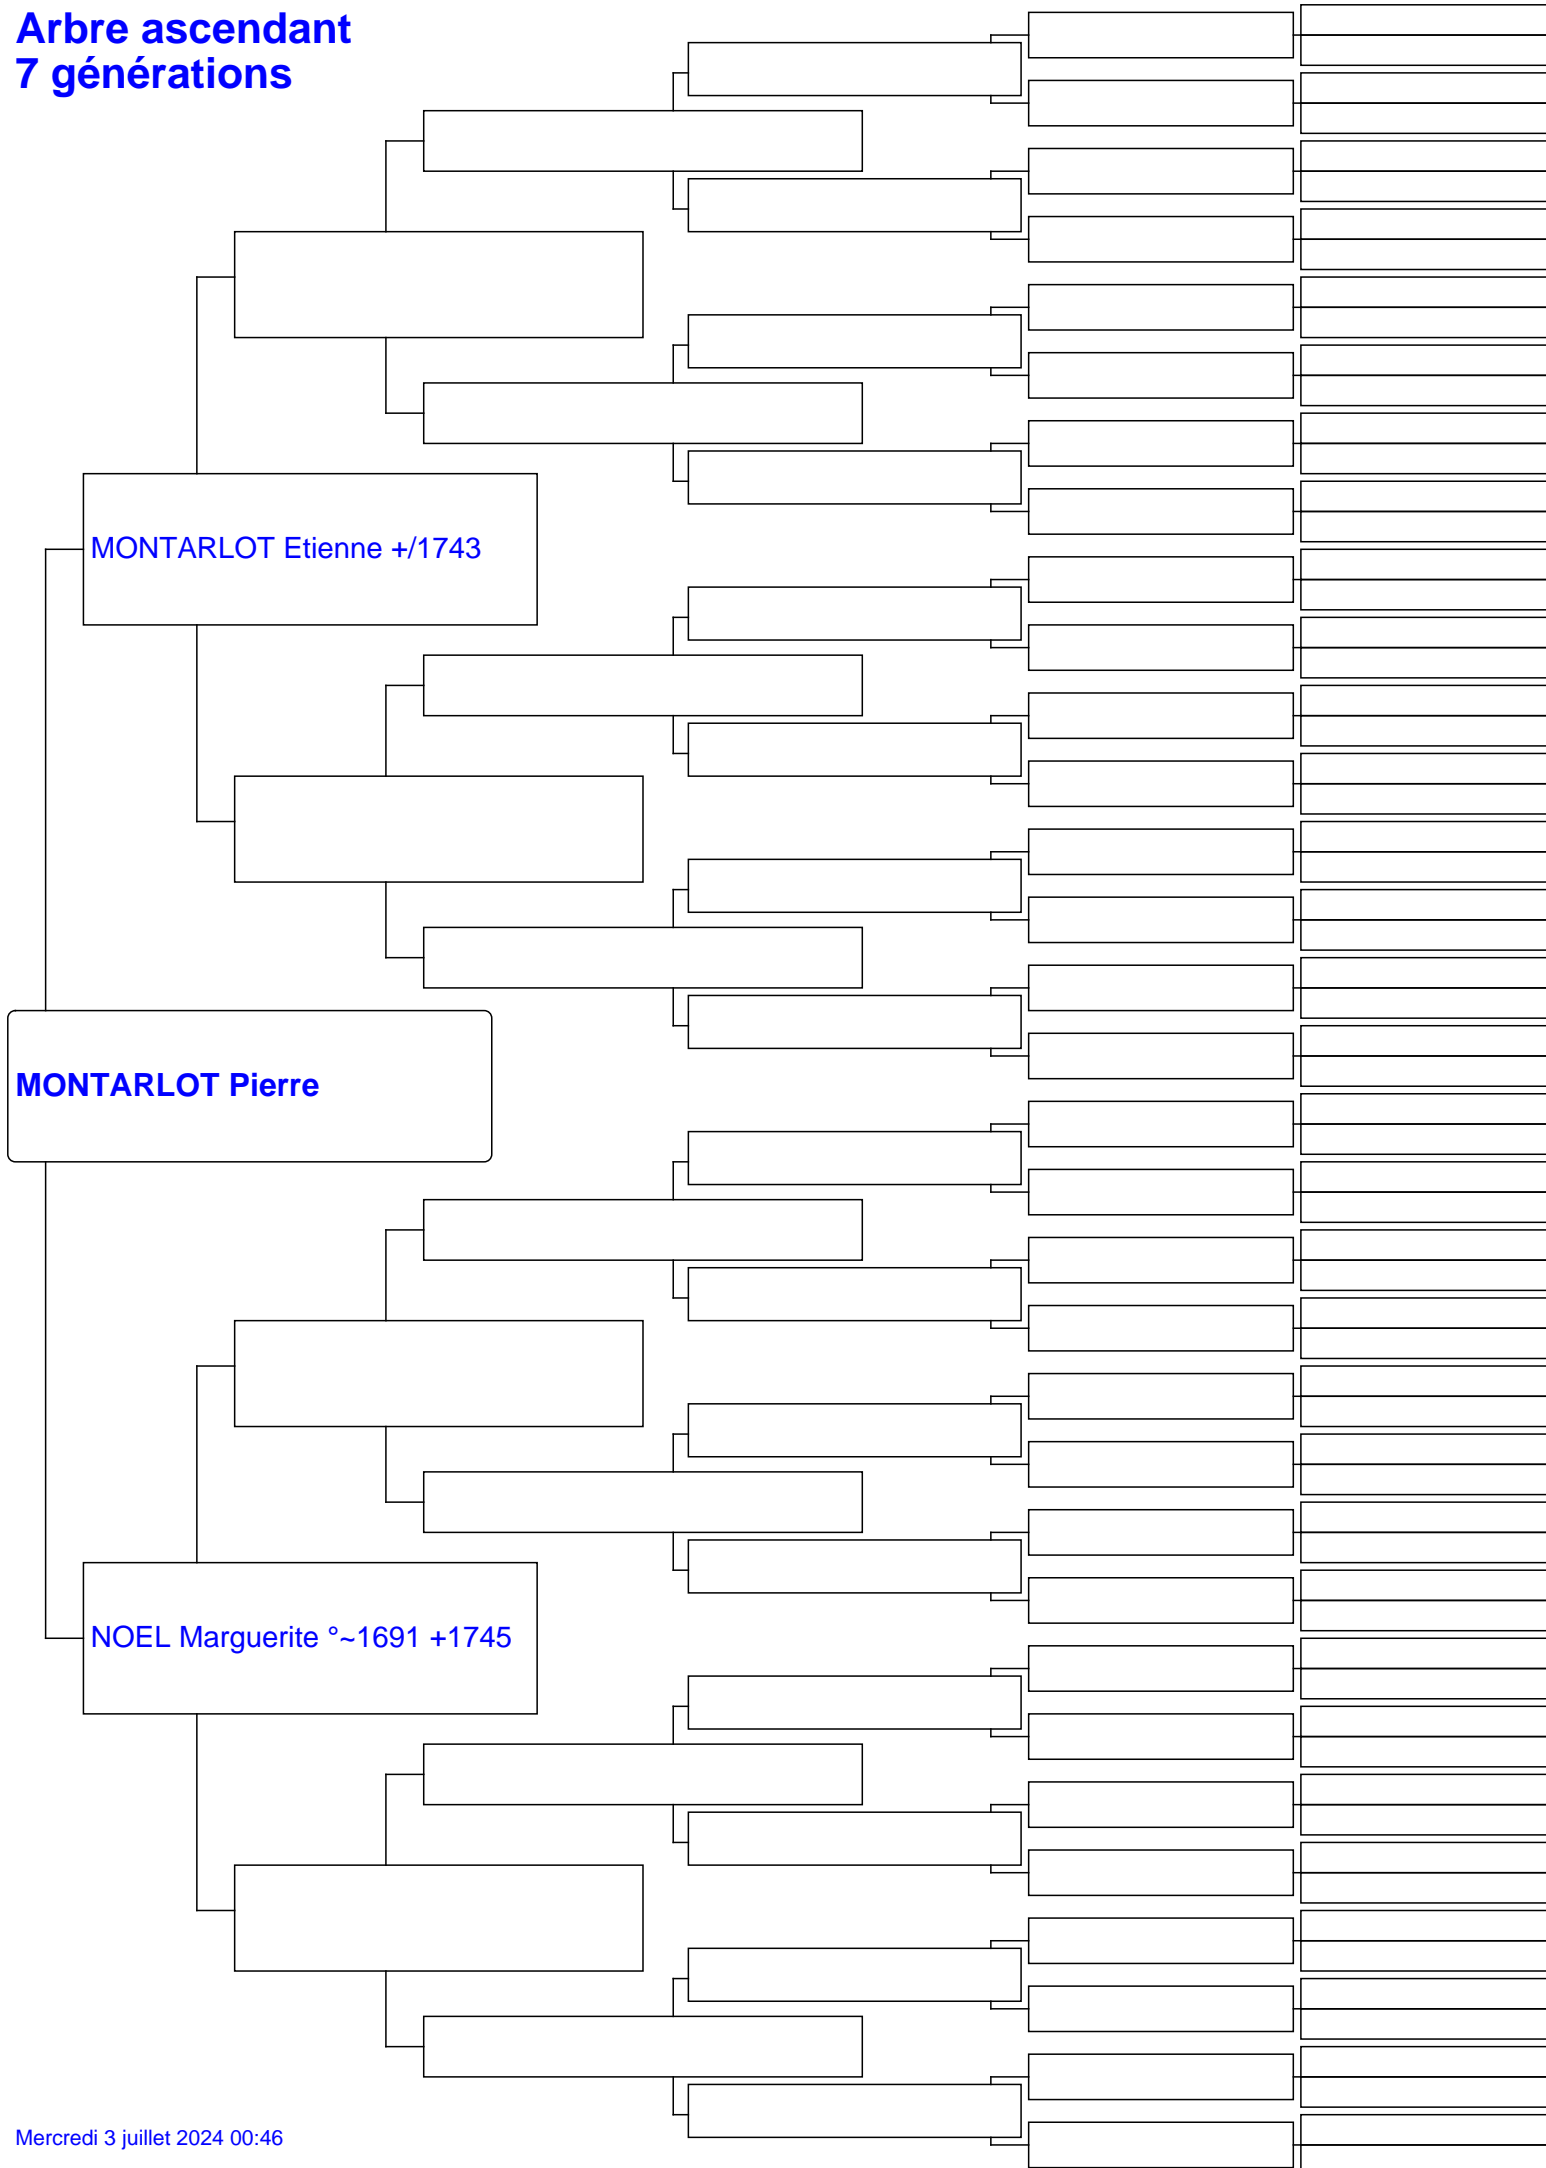 Arbre ascendant
7 générations
MONTARLOT Etienne +/1743
MONTARLOT Pierre
NOEL Marguerite °~1691 +1745
Mercredi 3 juillet 2024 00:46